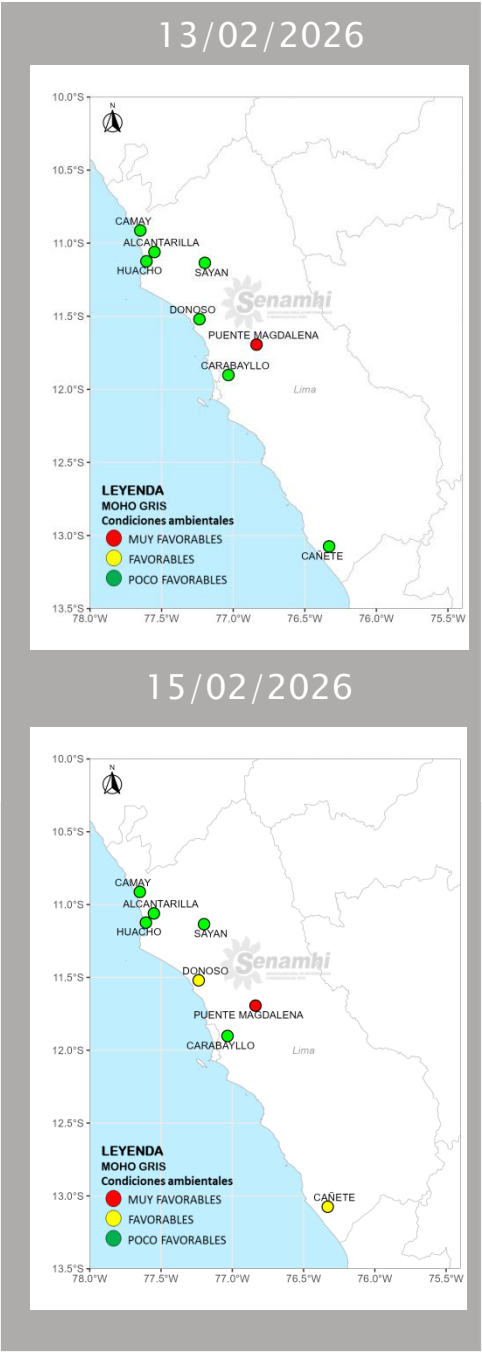 13/02/2026
10.0°S
N
10.5°S
CAMAY
11.0°S
ALCANTARILLA
HUACHO
SAYAN
Senamhi
11.5°S
DONOSO
PUENTE MAGDALENA
12.0°S
CARABAYLLO
Lima
12.5°S
LEYENDA
MOHO GRIS
Condiciones ambientales
13.0°S
MUY FAVORABLES
CAÑETE
FAVORABLES
POCO FAVORABLES
13.5°S
78.0°W 77.5°W 77.0°W 76.5°W 76.0°W 75.5°W
15/02/2026
10.0°S
N
10.5°S
CAMAY
11.0°S
ALCANTARILLA
HUACHO
SAYAN
Senamhi
11.5°S
DONOSO
PUENTE MAGDALENA
12.0°S
CARABAYLLO
Lima
12.5°S
LEYENDA
MOHO GRIS
Condiciones ambientales
13.0°S
MUY FAVORABLES
CAÑETE
FAVORABLES
POCO FAVORABLES
13.5°S
78.0°W 77.5°W 77.0°W 76.5°W 76.0°W 75.5°W